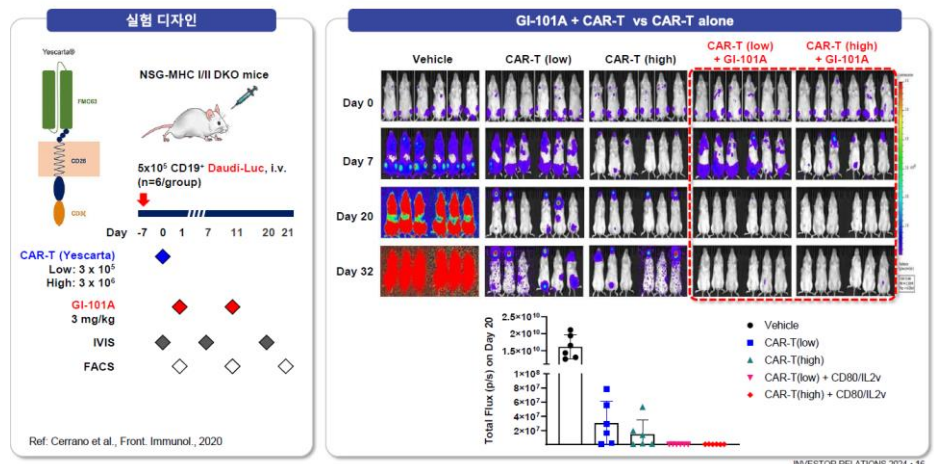 실험 디자인
Yescarta®
FMC63
CD28
CD3ζ
NSG-MHC I/II DKO mice
5x10⁵ CD19⁺ Daudi-Luc, i.v.
(n=6/group)
Day -7 0 1 7 11 20 21
CAR-T (Yescarta)
Low: 3 x 10⁵
High: 3 x 10⁶
GI-101A
3 mg/kg
IVIS
FACS
Ref: Cerrano et al., Front. Immunol., 2020
GI-101A + CAR-T vs CAR-T alone
Vehicle
CAR-T (low)
CAR-T (high)
CAR-T (low)
+ GI-101A
CAR-T (high)
+ GI-101A
Day 0
Day 7
Day 20
Day 32
Total Flux (p/s) on Day 20
2.5×10¹⁰
2×10¹⁰
1.5×10¹⁰
1×10⁸
8×10⁷
6×10⁷
4×10⁷
2×10⁷
Vehicle
CAR-T(low)
CAR-T(high)
CAR-T(low) + CD80/IL2v
CAR-T(high) + CD80/IL2v
INVESTOR RELATIONS 2024 • 16